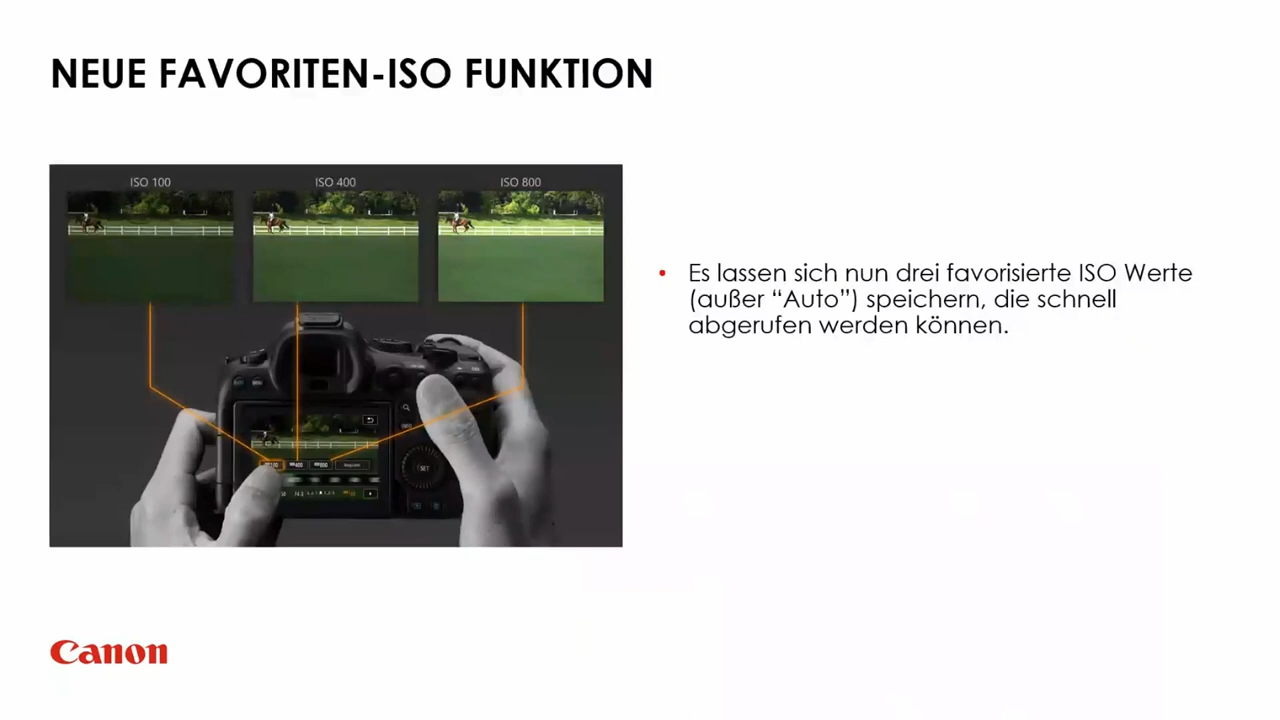 NEUE FAVORITEN-ISO FUNKTION
ISO 100
ISO 400
ISO 800
• Es lassen sich nun drei favorisierte ISO Werte
(außer “Auto”) speichern, die schnell
abgerufen werden können.
SET
Canon